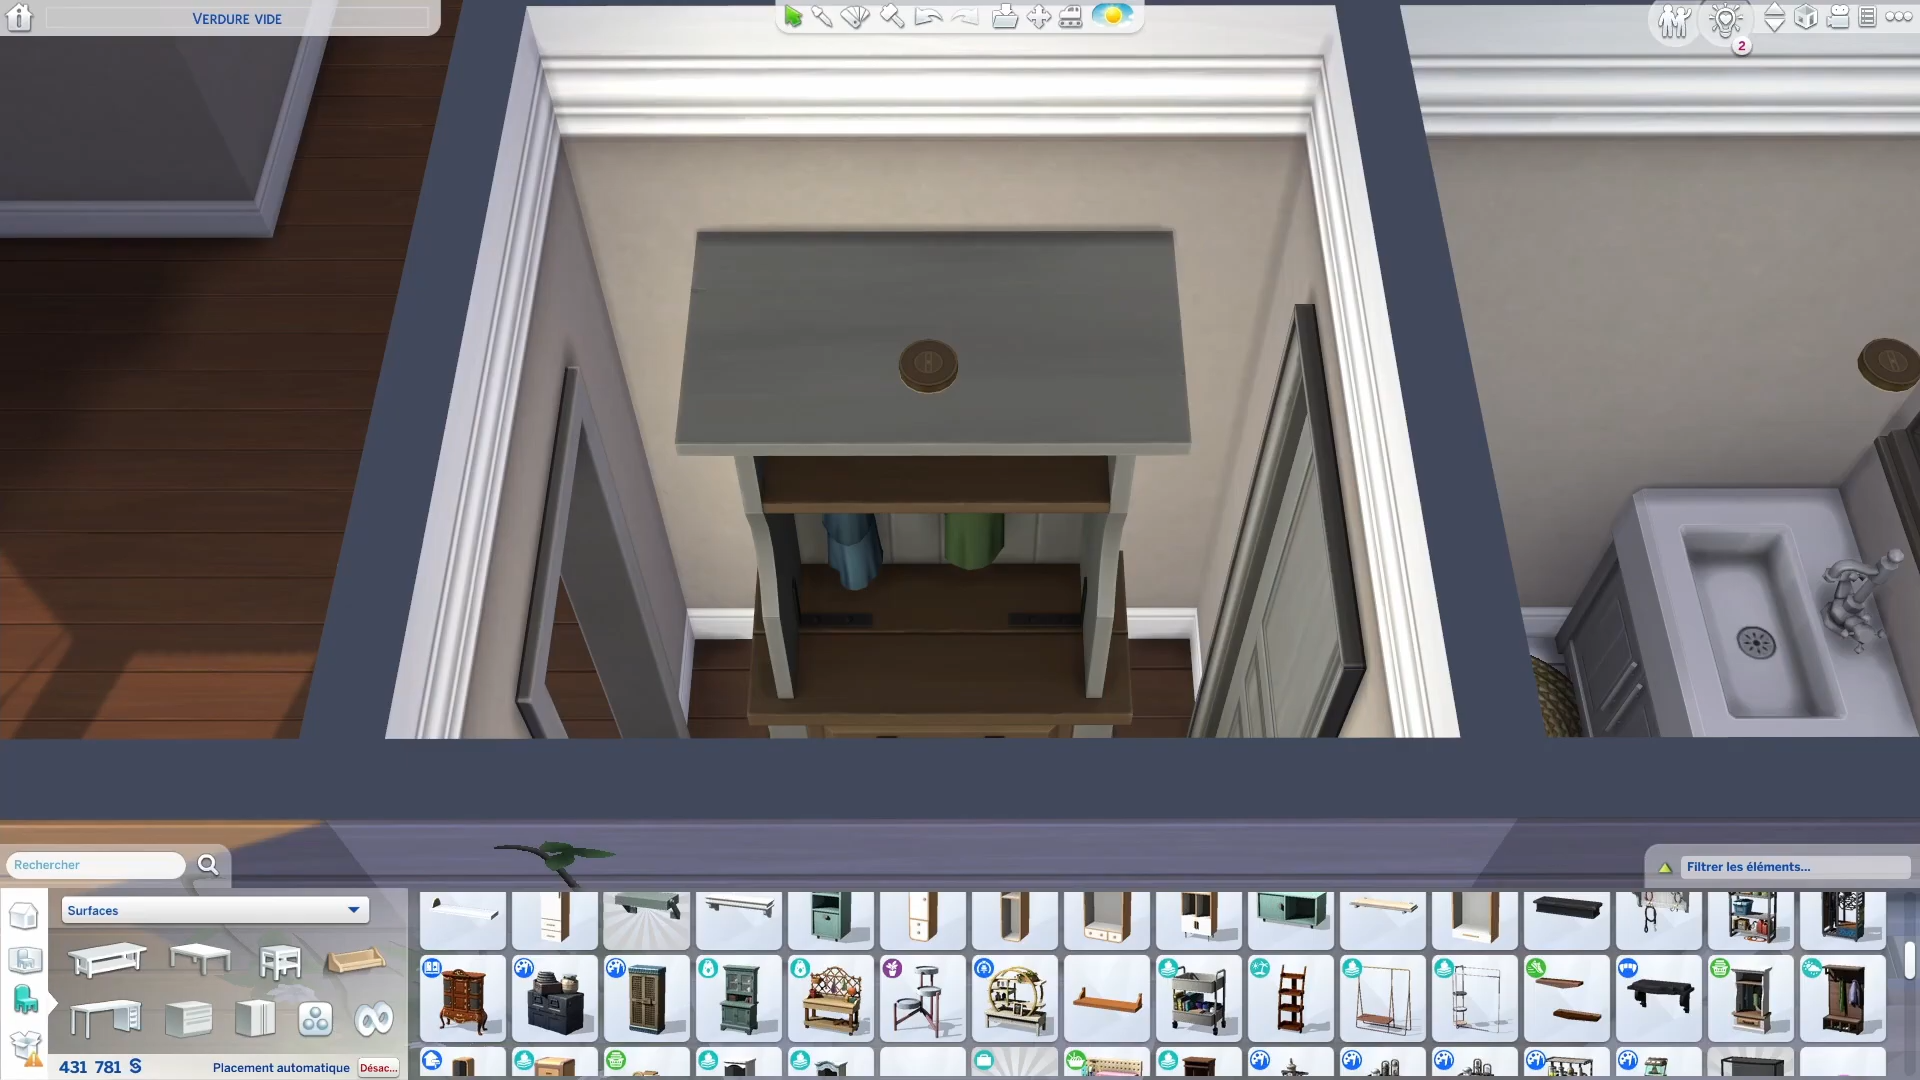 Verdure vide
2
Rechercher
Filtrer les éléments...
Surfaces
431 781 S
Placement automatique
Désac...